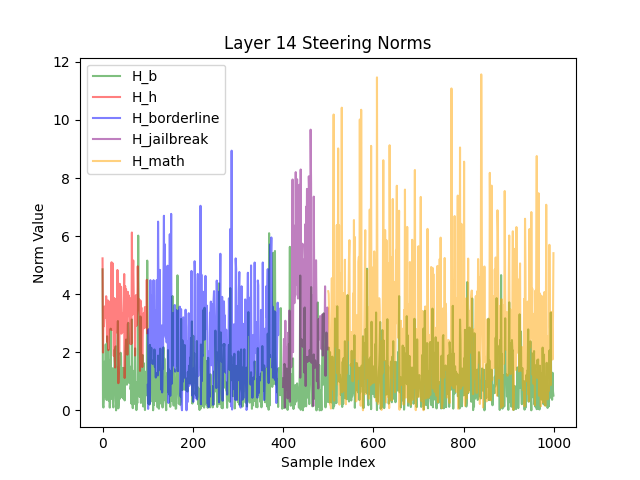 Layer 14 Steering Norms
12
10
8
6
4
2
0
Norm Value
H_b
H_h
H_borderline
H_jailbreak
H_math
0
200
400
600
800
1000
Sample Index